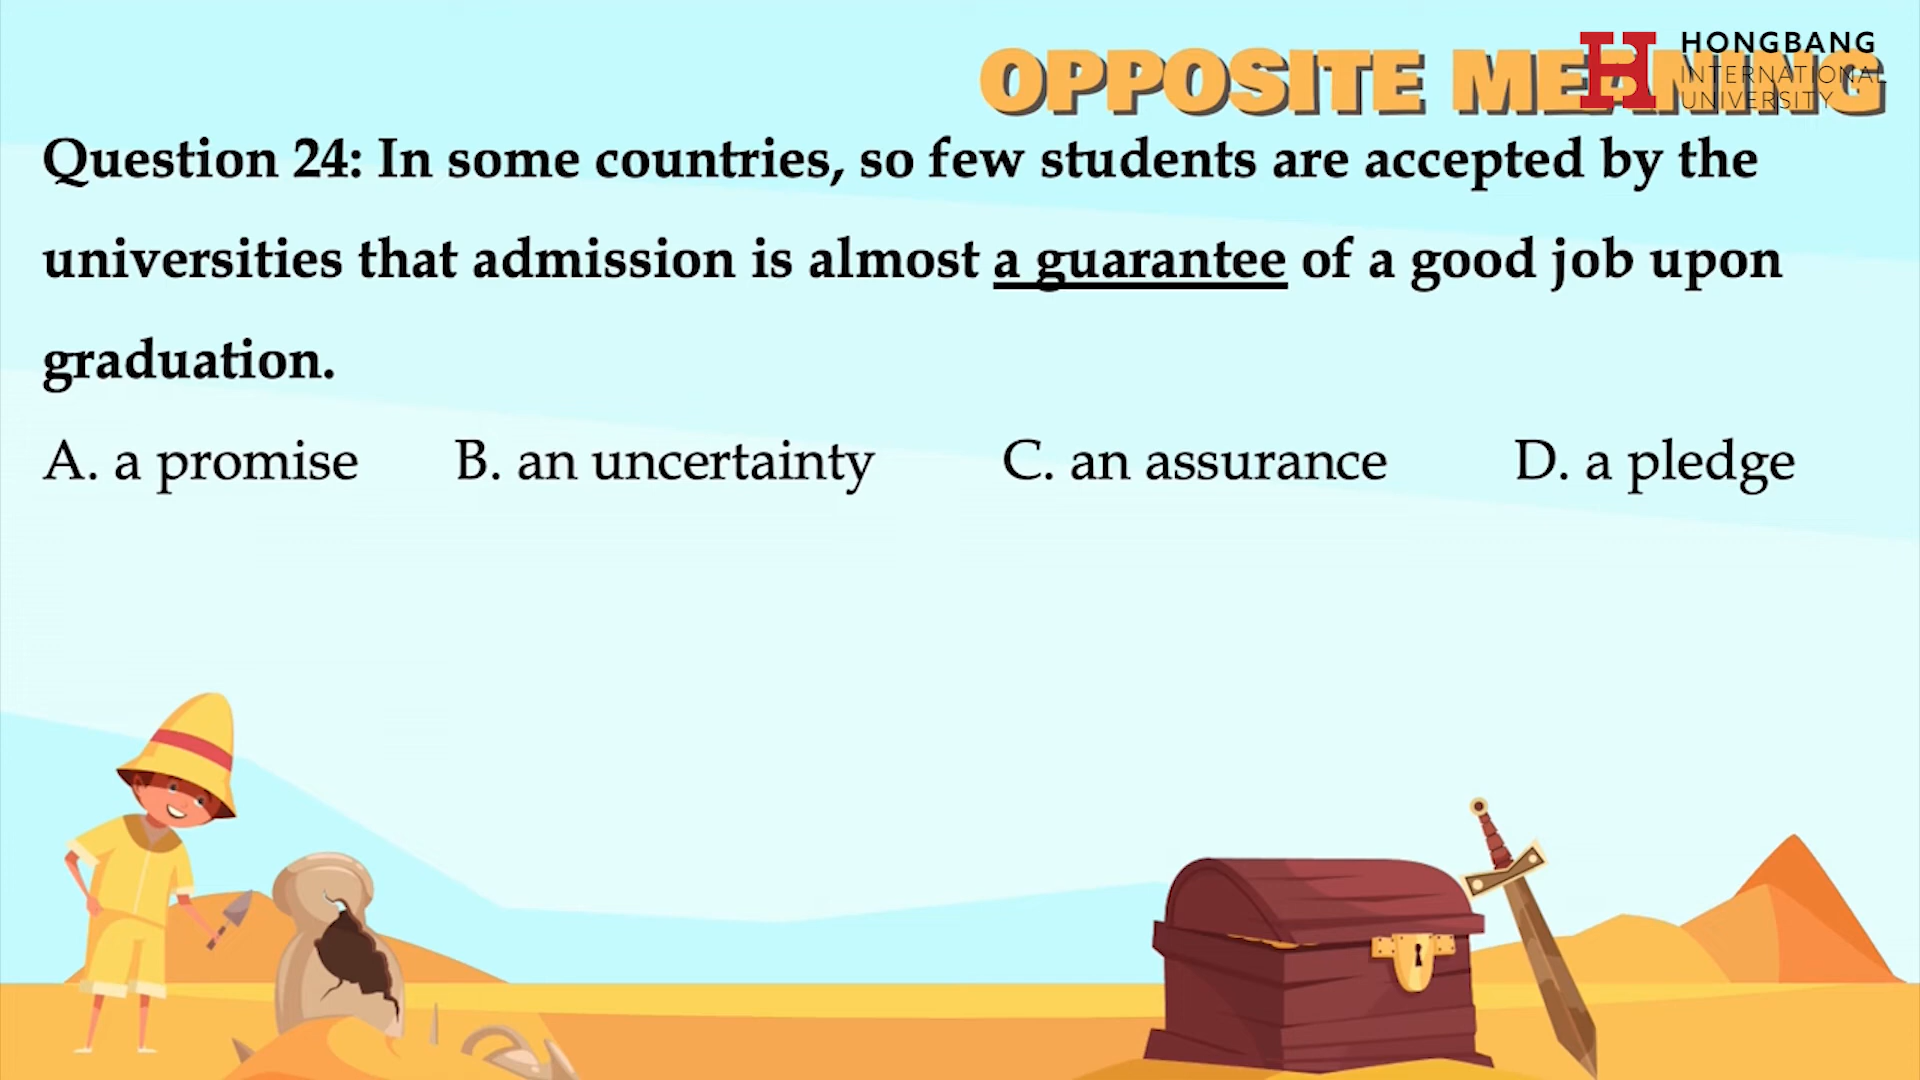 OPPOSITE MEANING
HONGBANG
INTERNATIONAL
UNIVERSITY
Question 24: In some countries, so few students are accepted by the
universities that admission is almost a guarantee of a good job upon
graduation.
A. a promise B. an uncertainty C. an assurance D. a pledge